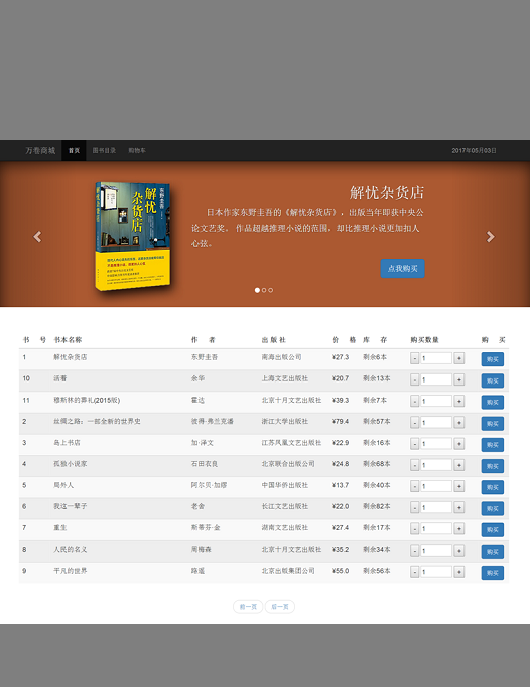 万卷商城 首页 图书目录 购物车 2017年05月03日
解忧杂货店
东野圭吾
解忧杂货店
日本作家东野圭吾的《解忧杂货店》，出版当年即获中央公
论文艺奖。作品超越推理小说的范围，却比推理小说更加扣人
心弦。
点我购买
书 号 书本名称 作 者 出 版 社 价 格 库 存 购买数量 购 买
1 解忧杂货店 东野圭吾 南海出版公司 ¥27.3 剩余6本 - 1 + 购买
10 活着 余华 上海文艺出版社 ¥20.7 剩余13本 - 1 + 购买
11 穆斯林的葬礼(2015版) 霍达 北京十月文艺出版社 ¥39.3 剩余7本 - 1 + 购买
2 丝绸之路：一部全新的世界史 彼得·弗兰克潘 浙江大学出版社 ¥79.4 剩余57本 - 1 + 购买
3 岛上书店 加·泽文 江苏凤凰文艺出版社 ¥22.9 剩余16本 - 1 + 购买
4 孤独小说家 石田衣良 北京联合出版公司 ¥24.8 剩余68本 - 1 + 购买
5 局外人 阿尔贝·加缪 中国华侨出版社 ¥13.7 剩余40本 - 1 + 购买
6 我这一辈子 老舍 长江文艺出版社 ¥22.0 剩余82本 - 1 + 购买
7 重生 斯蒂芬·金 湖南文艺出版社 ¥27.4 剩余17本 - 1 + 购买
8 人民的名义 周梅森 北京十月文艺出版社 ¥35.2 剩余34本 - 1 + 购买
9 平凡的世界 路遥 北京出版集团公司 ¥55.0 剩余56本 - 1 + 购买
前一页 后一页